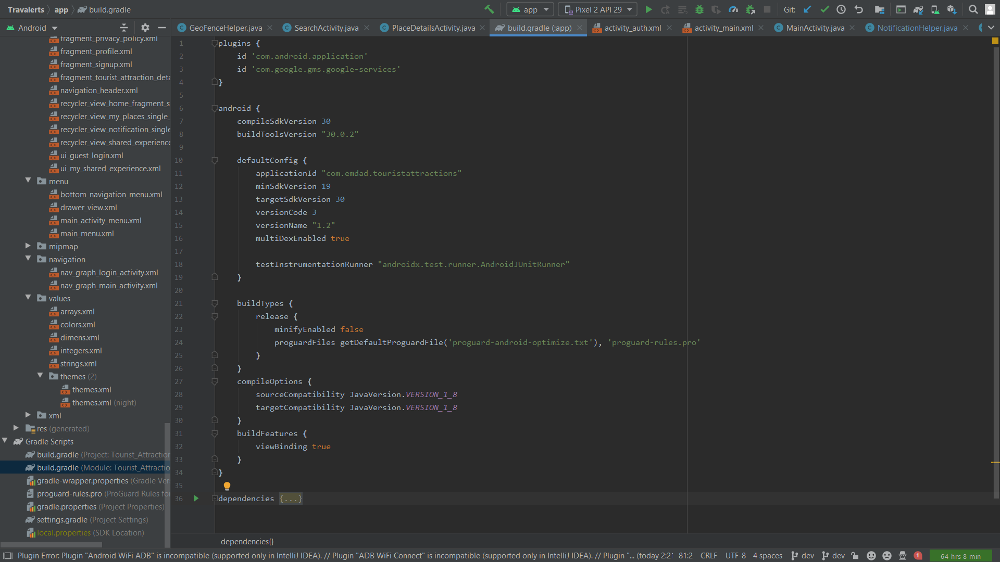 Travalerts app build.gradle app Pixel 2 API 29 Git:
Android GeoFenceHelper.java SearchActivity.java PlaceDetailsActivity.java build.gradle (:app) activity_auth.xml activity_main.xml MainActivity.java NotificationHelper.java
fragment_privacy_policy.xml
fragment_profile.xml
fragment_signup.xml
fragment_tourist_attraction_deta
navigation_header.xml
recycler_view_home_fragment_s
recycler_view_my_places_single_
recycler_view_notification_single
recycler_view_shared_experience
ui_guest_login.xml
ui_my_shared_experience.xml
menu
bottom_navigation_menu.xml
drawer_view.xml
main_activity_menu.xml
main_menu.xml
mipmap
navigation
nav_graph_login_activity.xml
nav_graph_main_activity.xml
values
arrays.xml
colors.xml
dimens.xml
integers.xml
strings.xml
themes (2)
themes.xml
themes.xml (night)
xml
res (generated)
Gradle Scripts
build.gradle (Project: Tourist_Attraction
build.gradle (Module: Tourist_Attractio
gradle-wrapper.properties (Gradle Ver
proguard-rules.pro (ProGuard Rules fo
gradle.properties (Project Properties)
settings.gradle (Project Settings)
local.properties (SDK Location)
1 plugins {
2 id 'com.android.application'
3 id 'com.google.gms.google-services'
4 }
5
6 android {
7 compileSdkVersion 30
8 buildToolsVersion "30.0.2"
9
10 defaultConfig {
11 applicationId "com.emdad.touristattractions"
12 minSdkVersion 19
13 targetSdkVersion 30
14 versionCode 3
15 versionName "1.2"
16 multiDexEnabled true
17
18 testInstrumentationRunner "androidx.test.runner.AndroidJUnitRunner"
19 }
20
21 buildTypes {
22 release {
23 minifyEnabled false
24 proguardFiles getDefaultProguardFile('proguard-android-optimize.txt'), 'proguard-rules.pro'
25 }
26 }
27 compileOptions {
28 sourceCompatibility JavaVersion.VERSION_1_8
29 targetCompatibility JavaVersion.VERSION_1_8
30 }
31 buildFeatures {
32 viewBinding true
33 }
34 }
35
36 dependencies {...}
dependencies{}
Plugin Error: Plugin "Android WiFi ADB" is incompatible (supported only in IntelliJ IDEA). // Plugin "ADB WiFi Connect" is incompatible (supported only in IntelliJ IDEA). // Plugin "... (today 2:2 81:2 CRLF UTF-8 4 spaces dev dev 1 64 hrs 8 min